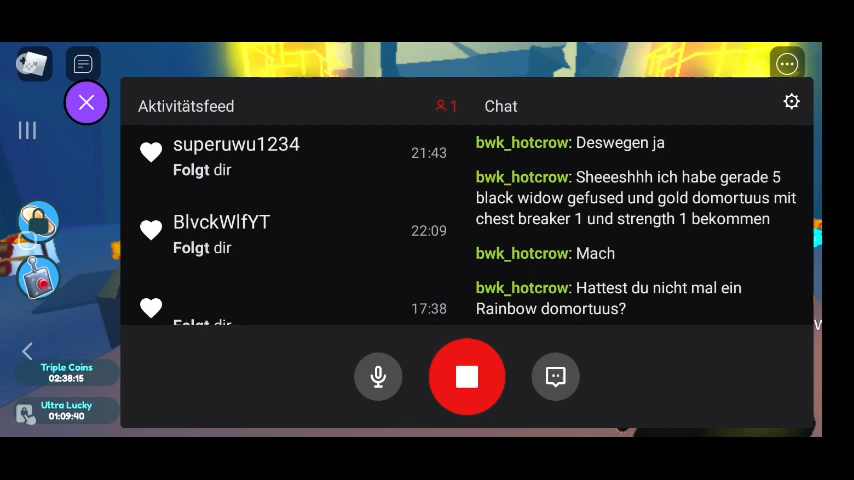 Aktivitätsfeed
1
Chat
superuwu1234
Folgt dir
21:43
BlvckWlfYT
Folgt dir
22:09
Folgt dir
17:38
bwk_hotcrow: Deswegen ja
bwk_hotcrow: Sheeeshhh ich habe gerade 5
black widow gefused und gold domortuus mit
chest breaker 1 und strength 1 bekommen
bwk_hotcrow: Mach
bwk_hotcrow: Hattest du nicht mal ein
Rainbow domortuus?
Triple Coins
02:38:15
Ultra Lucky
01:09:40